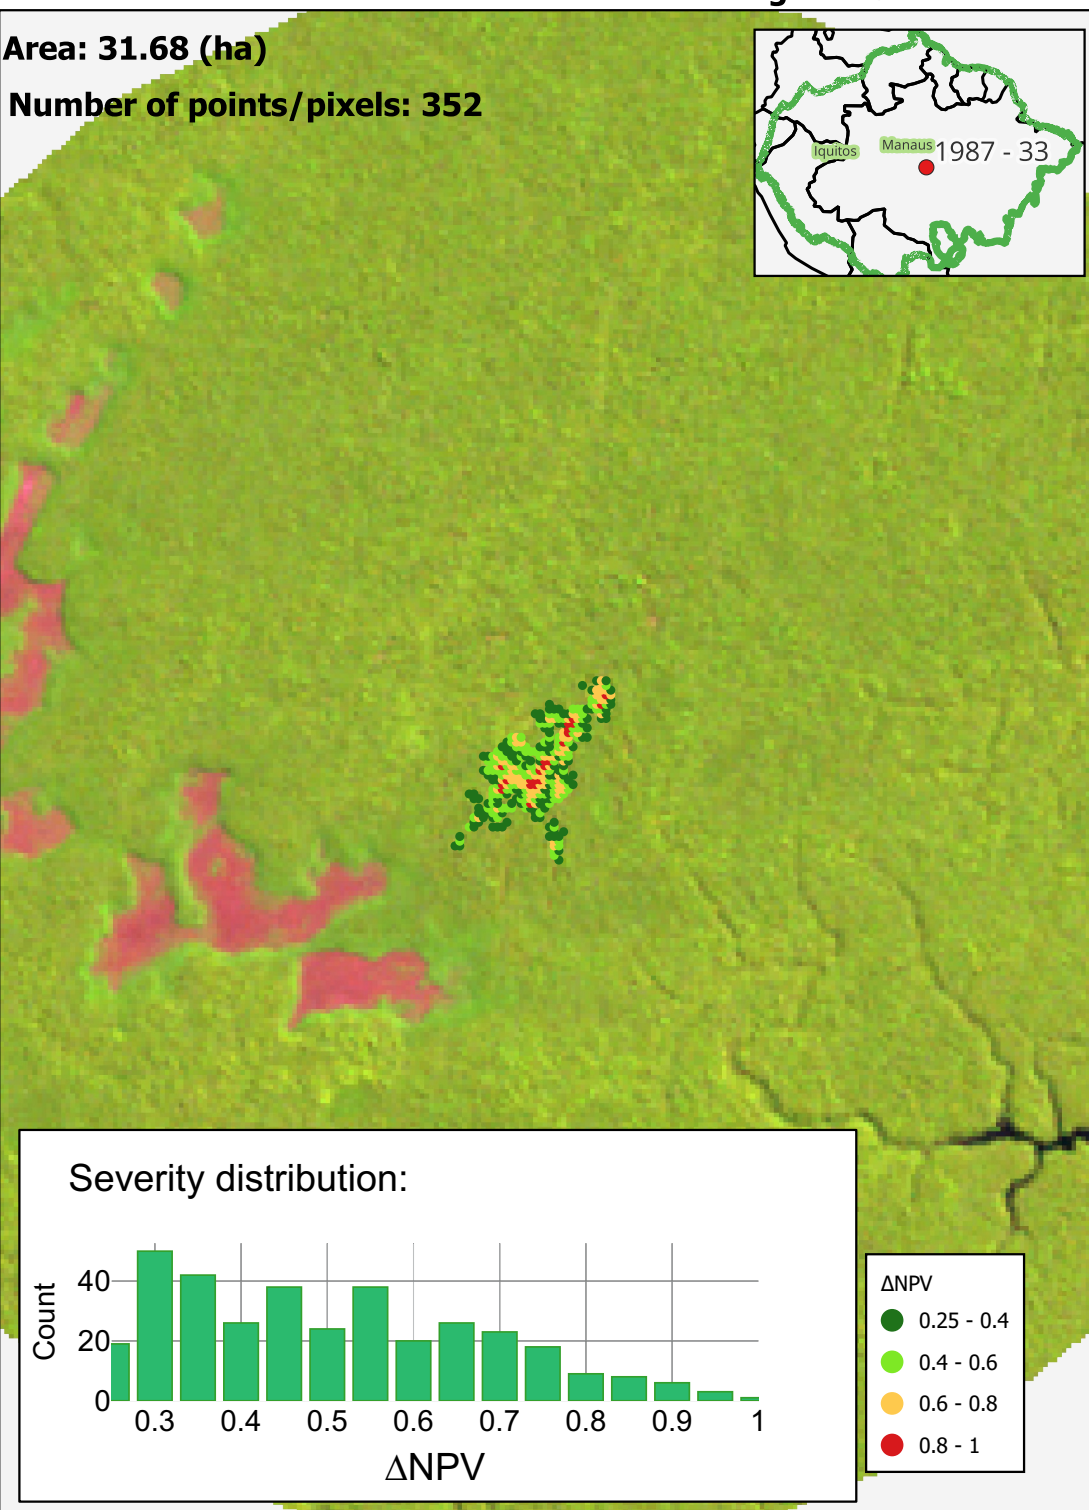 Area: 31.68 (ha)
Number of points/pixels: 352
Iquitos
Manaus
1987 - 33
Severity distribution:
Count
40
20
0
0.3 0.4 0.5 0.6 0.7 0.8 0.9 1
ΔNPV
ΔNPV
0.25 - 0.4
0.4 - 0.6
0.6 - 0.8
0.8 - 1